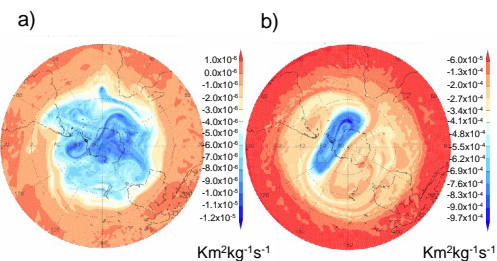 a)
b)
1.0x10⁻⁶
0.0x10⁻⁶
-1.0x10⁻⁶
-2.0x10⁻⁶
-3.0x10⁻⁶
-4.0x10⁻⁶
-5.0x10⁻⁶
-6.0x10⁻⁶
-7.0x10⁻⁶
-8.0x10⁻⁶
-9.0x10⁻⁶
-1.0x10⁻⁵
-1.1x10⁻⁵
-1.2x10⁻⁵
Km²kg⁻¹s⁻¹
-6.0x10⁻⁵
-1.3x10⁻⁴
-2.0x10⁻⁴
-2.7x10⁻⁴
-3.4x10⁻⁴
-4.1x10⁻⁴
-4.8x10⁻⁴
-5.5x10⁻⁴
-6.2x10⁻⁴
-6.9x10⁻⁴
-7.6x10⁻⁴
-8.3x10⁻⁴
-9.0x10⁻⁴
-9.7x10⁻⁴
Km²kg⁻¹s⁻¹